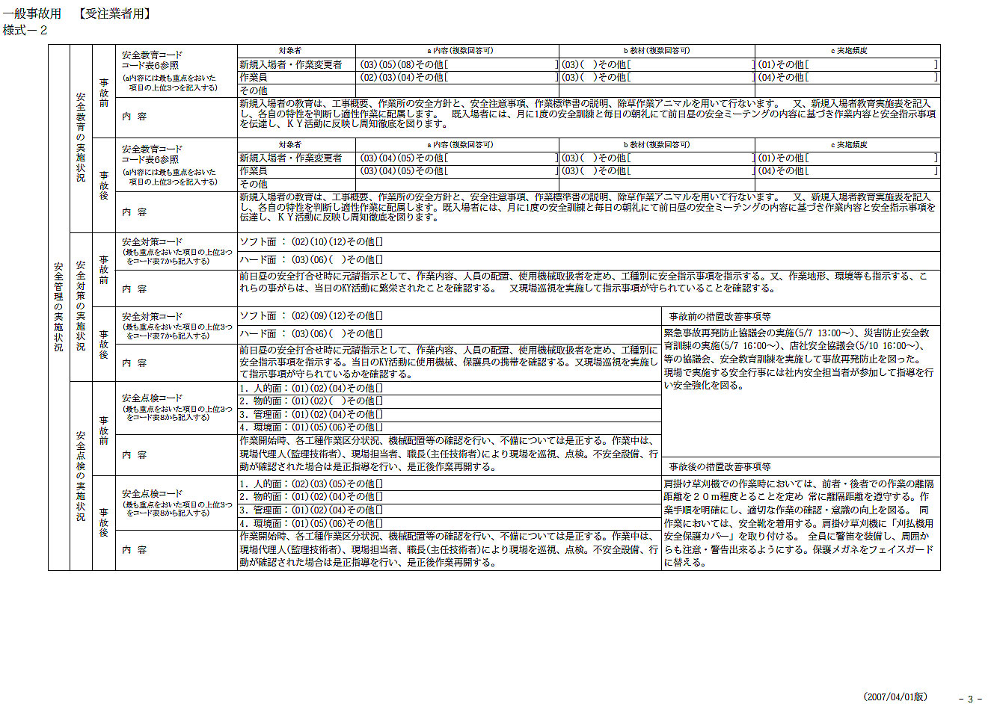 一般事故用　【受注業者用】
様式－２
安全管理の実施状況
安全教育の実施状況
事故前
安全教育コード
コード表6参照
(a内容には最も重点をおいた
項目の上位3つを記入する)
対象者 a 内容(複数回答可) b 教材(複数回答可) c 実施頻度
新規入場者・作業変更者 (03)(05)(08)その他[ ] (03)( )その他[ ] (01)その他[ ]
作業員 (02)(03)(04)その他[ ] (03)( )その他[ ] (04)その他[ ]
その他
内 容
新規入場者の教育は、工事概要、作業所の安全方針と、安全注意事項、作業標準書の説明、除草作業アニマルを用いて行ないます。　又、新規入場者教育実施表を記入
し、各自の特性を判断し適性作業に配属します。　既入場者には、月に1度の安全訓練と毎日の朝礼にて前日昼の安全ミーテングの内容に基づき作業内容と安全指示事項
を伝達し、ＫＹ活動に反映し周知徹底を図ります。
事故後
安全教育コード
コード表6参照
(a内容には最も重点をおいた
項目の上位3つを記入する)
対象者 a 内容(複数回答可) b 教材(複数回答可) c 実施頻度
新規入場者・作業変更者 (03)(04)(05)その他[ ] (03)( )その他[ ] (01)その他[ ]
作業員 (03)(04)(05)その他[ ] (03)( )その他[ ] (04)その他[ ]
その他
内 容
新規入場者の教育は、工事概要、作業所の安全方針と、安全注意事項、作業標準書の説明、除草作業アニマルを用いて行ないます。　又、新規入場者教育実施表を記入
し、各自の特性を判断し適性作業に配属します。既入場者には、月に1度の安全訓練と毎日の朝礼にて前日昼の安全ミーテングの内容に基づき作業内容と安全指示事項を
伝達し、ＫＹ活動に反映し周知徹底を図ります。
安全対策の実施状況
事故前
安全対策コード
(最も重点をおいた項目の上位3つ
をコード表7から記入する)
ソフト面 ： (02)(10)(12)その他[]
ハード面 ： (03)(06)( )その他[]
内 容
前日昼の安全打合せ時に元請指示として、作業内容、人員の配置、使用機械取扱者を定め、工種別に安全指示事項を指示する。又、作業地形、環境等も指示する、こ
れらの事がらは、当日のKY活動に繁栄されたことを確認する。　又現場巡視を実施して指示事項が守られていることを確認する。
事故後
安全対策コード
(最も重点をおいた項目の上位3つ
をコード表7から記入する)
ソフト面 ： (02)(09)(12)その他[]
ハード面 ： (03)(06)( )その他[]
内 容
前日昼の安全打合せ時に元請指示として、作業内容、人員の配置、使用機械取扱者を定め、工種別に
安全指示事項を指示する。当日のKY活動に使用機械、保護具の携帯を確認する。又現場巡視を実施し
て指示事項が守られているかを確認する。
事故前の措置改善事項等
緊急事故再発防止協議会の実施(5/7 13:00～)、災害防止安全教
育訓練の実施(5/7 16:00～)、店社安全協議会(5/10 16:00～)、
等の協議会、安全教育訓練を実施して事故再発防止を図った。
現場で実施する安全行事には社内安全担当者が参加して指導を行
い安全強化を図る。
安全点検の実施状況
事故前
安全点検コード
(最も重点をおいた項目の上位3つ
をコード表8から記入する)
1．人的面：(01)(02)(04)その他[]
2．物的面：(01)(02)( )その他[]
3．管理面：(01)(02)(04)その他[]
4．環境面：(01)(05)(06)その他[]
内 容
作業開始時、各工種作業区分状況、機械配置等の確認を行い、不備については是正する。作業中は、
現場代理人(監理技術者)、現場担当者、職長(主任技術者)により現場を巡視、点検。不安全設備、行
動が確認された場合は是正指導を行い、是正後作業再開する。
事故後
安全点検コード
(最も重点をおいた項目の上位3つ
をコード表8から記入する)
1．人的面：(02)(03)(05)その他[]
2．物的面：(01)(02)(04)その他[]
3．管理面：(01)(02)(04)その他[]
4．環境面：(01)(05)(06)その他[]
内 容
作業開始時、各工種作業区分状況、機械配置等の確認を行い、不備については是正する。作業中は、
現場代理人(監理技術者)、現場担当者、職長(主任技術者)により現場を巡視、点検。不安全設備、行
動が確認された場合は是正指導を行い、是正後作業再開する。
事故後の措置改善事項等
肩掛け草刈機での作業時においては、前者・後者での作業の離隔
距離を２０ｍ程度とることを定め 常に離隔距離を遵守する。作
業手順を明確にし、適切な作業の確認・意識の向上を図る。 同
作業においては、安全靴を着用する。肩掛け草刈機に「刈払機用
安全保護カバー」を取り付ける。 全員に警笛を装備し、周囲か
らも注意・警告出来るようにする。保護メガネをフェイスガード
に替える。
（2007/04/01版） － 3 －